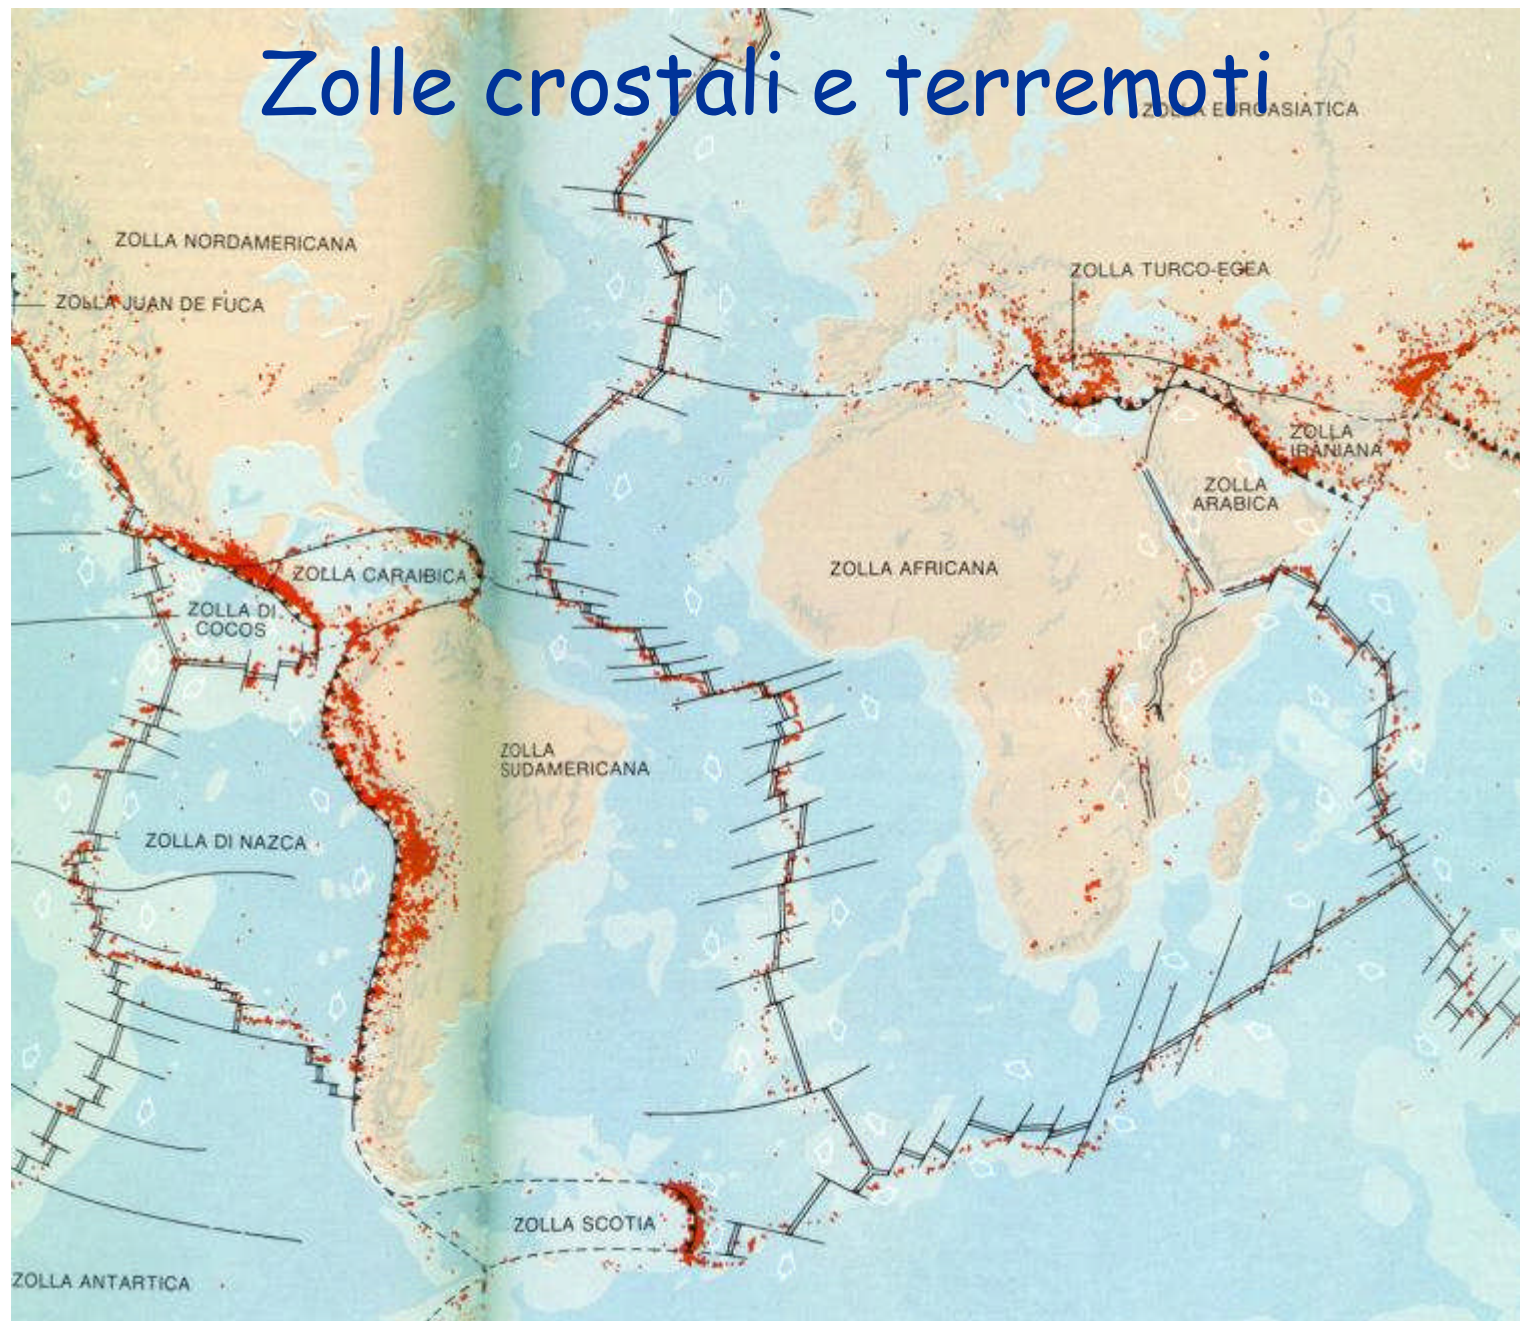 Zolle crostali e terremoti
ZOLLA EUROASIATICA
ZOLLA NORDAMERICANA
ZOLLA TURCO-EGEA
ZOLLA JUAN DE FUCA
ZOLLA
IRANIANA
ZOLLA
ARABICA
ZOLLA AFRICANA
ZOLLA CARAIBICA
ZOLLA DI
COCOS
ZOLLA
SUDAMERICANA
ZOLLA DI NAZCA
ZOLLA SCOTIA
ZOLLA ANTARTICA